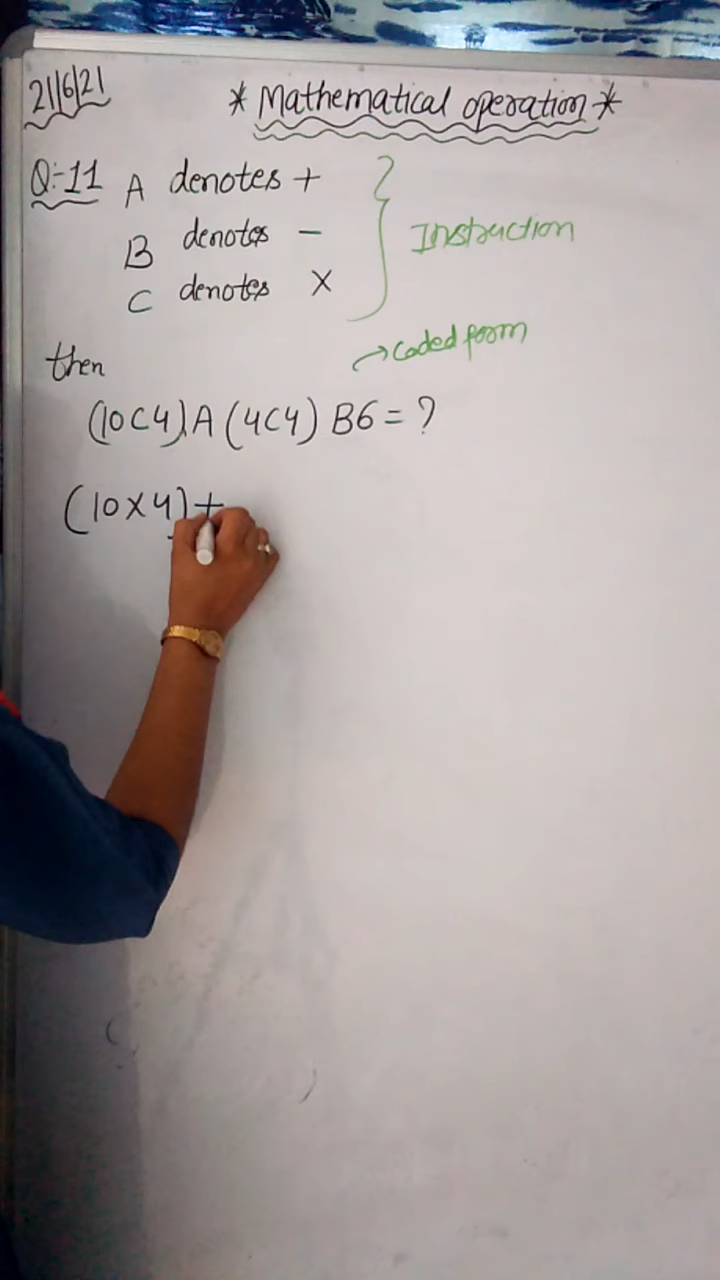 21/6/21
* Mathematical operation *
Q:-11 A denotes +
B denotes -
C denotes ×
Instruction
then
→ Coded form
(10C4)A(4C4) B6 = ?
(10×4)+